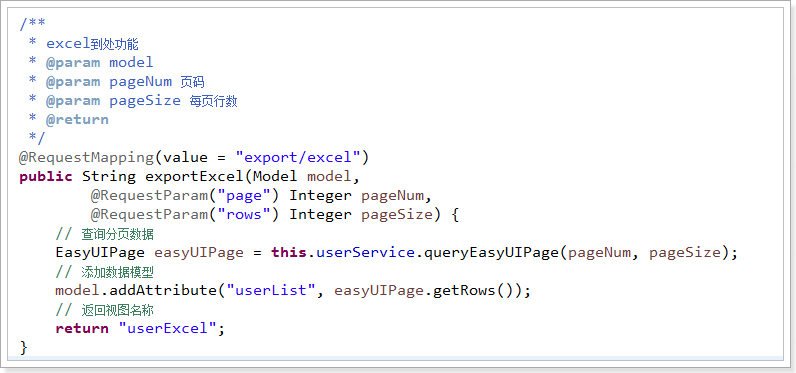 /**
 * excel到处功能
 * @param model
 * @param pageNum 页码
 * @param pageSize 每页行数
 * @return
 */
@RequestMapping(value = "export/excel")
public String exportExcel(Model model,
        @RequestParam("page") Integer pageNum,
        @RequestParam("rows") Integer pageSize) {
    // 查询分页数据
    EasyUIPage easyUIPage = this.userService.queryEasyUIPage(pageNum, pageSize);
    // 添加数据模型
    model.addAttribute("userList", easyUIPage.getRows());
    // 返回视图名称
    return "userExcel";
}